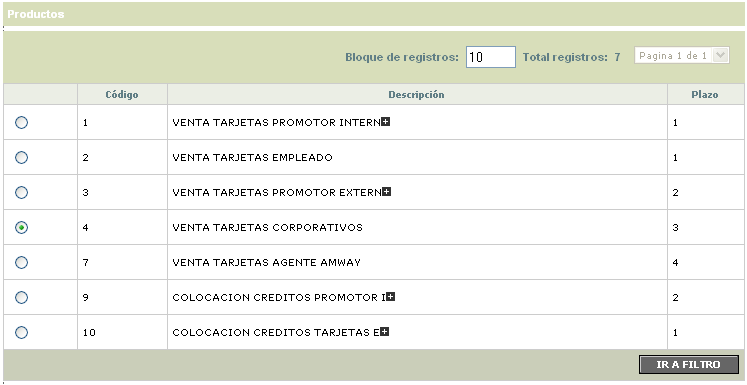 Productos
Bloque de registros: 10 Total registros: 7 Pagina 1 de 1
Código Descripción Plazo
1 VENTA TARJETAS PROMOTOR INTERN 1
2 VENTA TARJETAS EMPLEADO 1
3 VENTA TARJETAS PROMOTOR EXTERN 2
4 VENTA TARJETAS CORPORATIVOS 3
7 VENTA TARJETAS AGENTE AMWAY 4
9 COLOCACION CREDITOS PROMOTOR I 2
10 COLOCACION CREDITOS TARJETAS E 1
IR A FILTRO